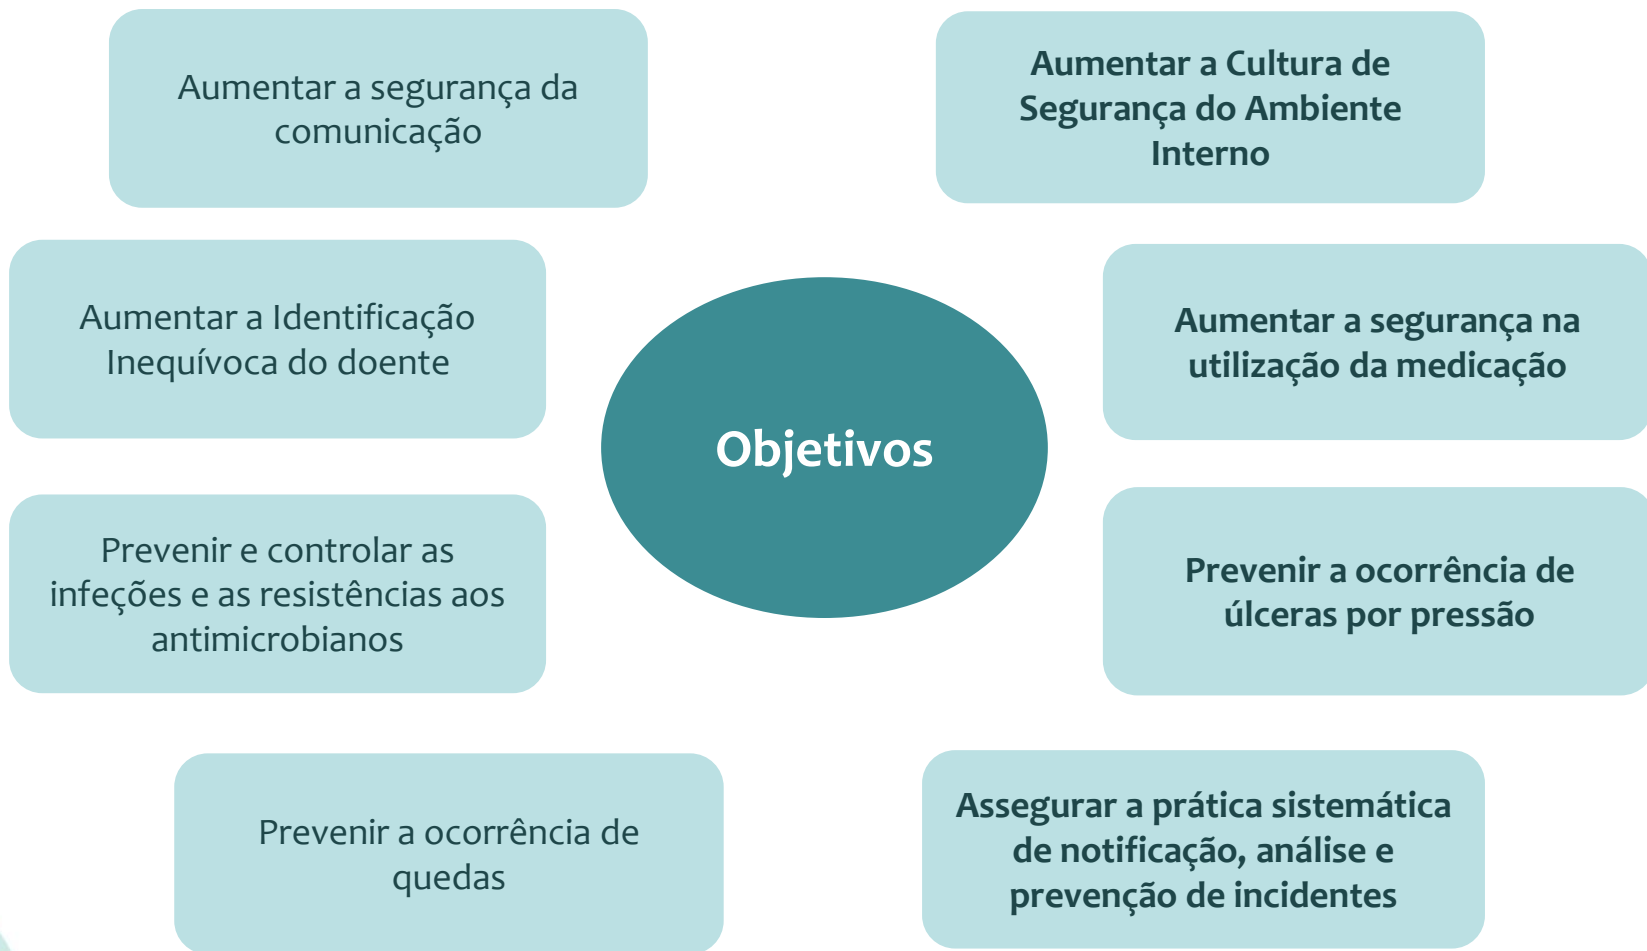 Aumentar a segurança da
comunicação
Aumentar a Cultura de
Segurança do Ambiente
Interno
Aumentar a Identificação
Inequívoca do doente
Aumentar a segurança na
utilização da medicação
Objetivos
Prevenir e controlar as
infeções e as resistências aos
antimicrobianos
Prevenir a ocorrência de
úlceras por pressão
Prevenir a ocorrência de
quedas
Assegurar a prática sistemática
de notificação, análise e
prevenção de incidentes